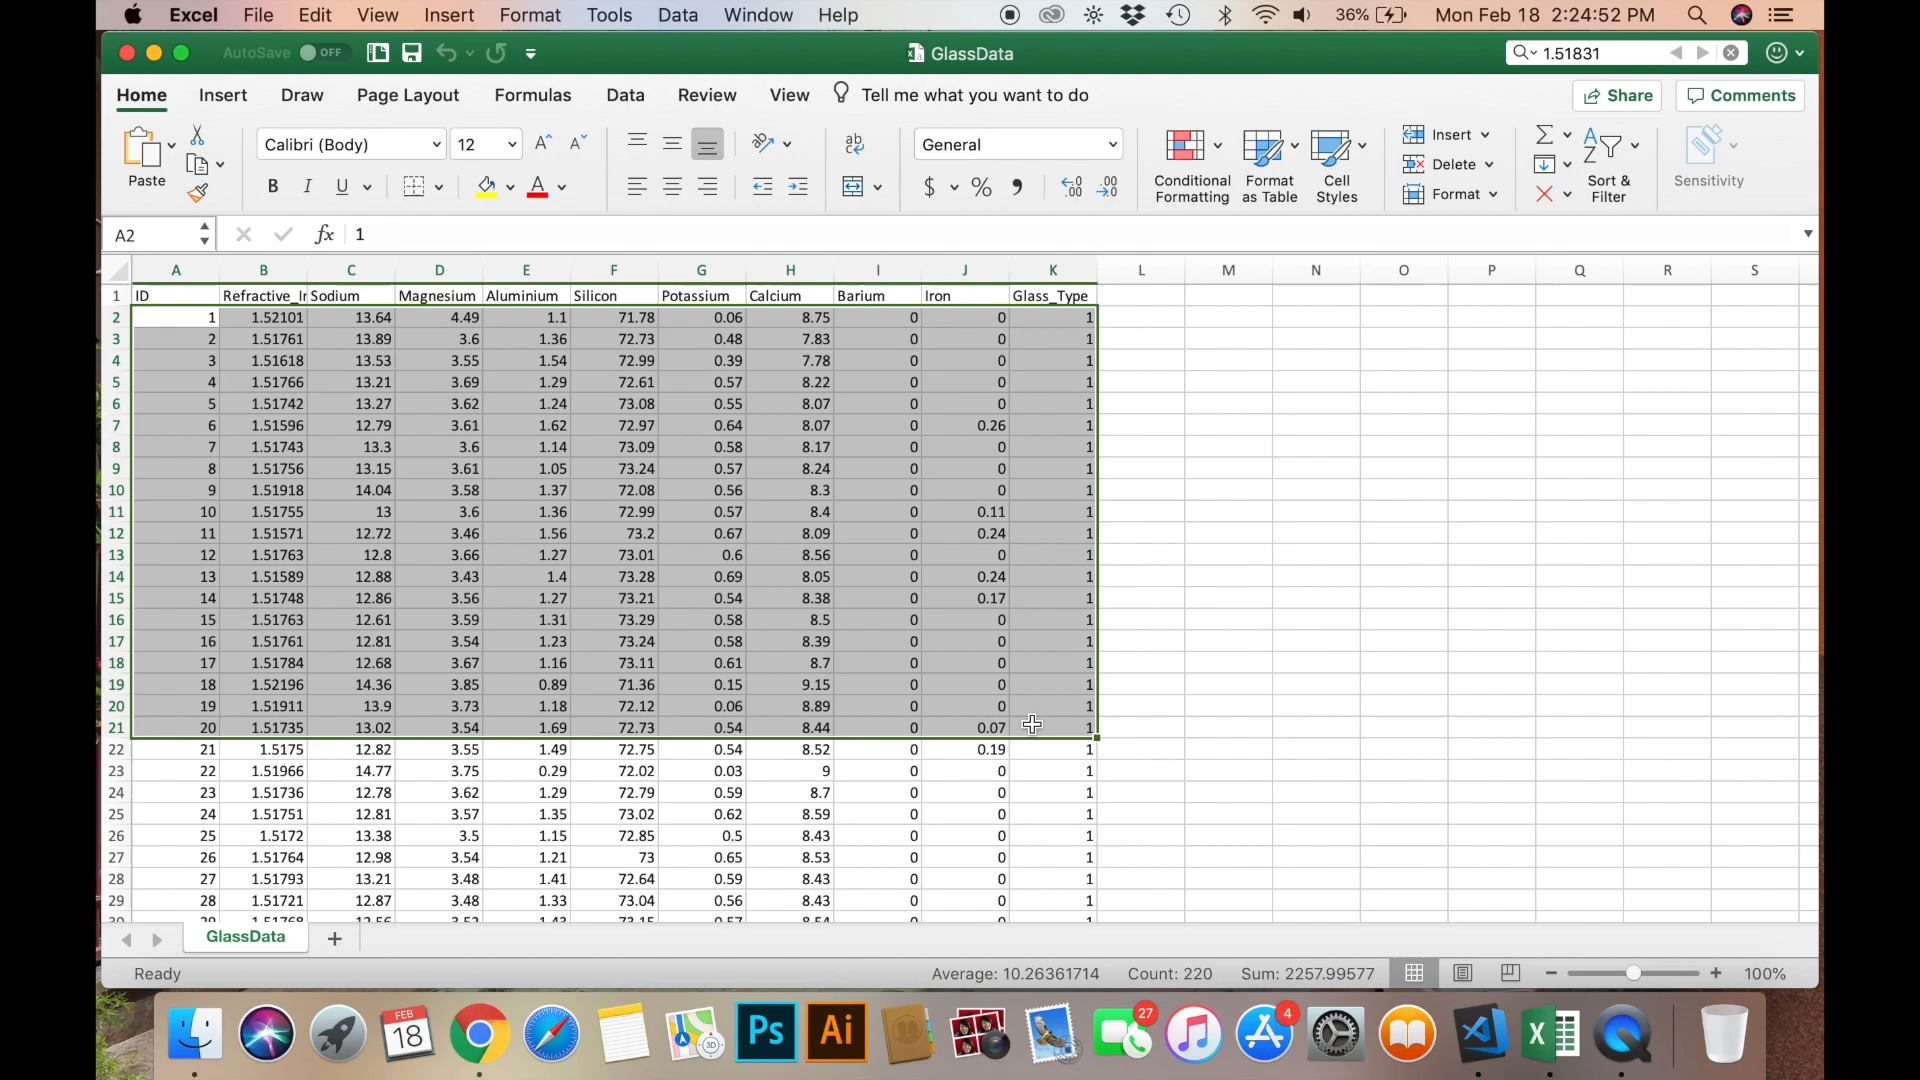 Excel File Edit View Insert Format Tools Data Window Help 36% Mon Feb 18 2:24:52 PM
AutoSave OFF GlassData 1.51831
Home Insert Draw Page Layout Formulas Data Review View Tell me what you want to do Share Comments
Paste Calibri (Body) 12 General Conditional Formatting Format as Table Cell Styles Insert Delete Format Sort & Filter Sensitivity
A2 fx 1
A B C D E F G H I J K L M N O P Q R S
1 ID Refractive_I Sodium Magnesium Aluminium Silicon Potassium Calcium Barium Iron Glass_Type
2 1 1.52101 13.64 4.49 1.1 71.78 0.06 8.75 0 0 1
3 2 1.51761 13.89 3.6 1.36 72.73 0.48 7.83 0 0 1
4 3 1.51618 13.53 3.55 1.54 72.99 0.39 7.78 0 0 1
5 4 1.51766 13.21 3.69 1.29 72.61 0.57 8.22 0 0 1
6 5 1.51742 13.27 3.62 1.24 73.08 0.55 8.07 0 0 1
7 6 1.51596 12.79 3.61 1.62 72.97 0.64 8.07 0 0.26 1
8 7 1.51743 13.3 3.6 1.14 73.09 0.58 8.17 0 0 1
9 8 1.51756 13.15 3.61 1.05 73.24 0.57 8.24 0 0 1
10 9 1.51918 14.04 3.58 1.37 72.08 0.56 8.3 0 0 1
11 10 1.51755 13 3.6 1.36 72.99 0.57 8.4 0 0.11 1
12 11 1.51571 12.72 3.46 1.56 73.2 0.67 8.09 0 0.24 1
13 12 1.51763 12.8 3.66 1.27 73.01 0.6 8.56 0 0 1
14 13 1.51589 12.88 3.43 1.4 73.28 0.69 8.05 0 0.24 1
15 14 1.51748 12.86 3.56 1.27 73.21 0.54 8.38 0 0.17 1
16 15 1.51763 12.61 3.59 1.31 73.29 0.58 8.5 0 0 1
17 16 1.51761 12.81 3.54 1.23 73.24 0.58 8.39 0 0 1
18 17 1.51784 12.68 3.67 1.16 73.11 0.61 8.7 0 0 1
19 18 1.52196 14.36 3.85 0.89 71.36 0.15 9.15 0 0 1
20 19 1.51911 13.9 3.73 1.18 72.12 0.06 8.89 0 0 1
21 20 1.51735 13.02 3.54 1.69 72.73 0.54 8.44 0 0.07 1
22 21 1.5175 12.82 3.55 1.49 72.75 0.54 8.52 0 0.19 1
23 22 1.51966 14.77 3.75 0.29 72.02 0.03 9 0 0 1
24 23 1.51736 12.78 3.62 1.29 72.79 0.59 8.7 0 0 1
25 24 1.51751 12.81 3.57 1.35 73.02 0.62 8.59 0 0 1
26 25 1.5172 13.38 3.5 1.15 72.85 0.5 8.43 0 0 1
27 26 1.51764 12.98 3.54 1.21 73 0.65 8.53 0 0 1
28 27 1.51793 13.21 3.48 1.41 72.64 0.59 8.43 0 0 1
29 28 1.51721 12.87 3.48 1.33 73.04 0.56 8.43 0 0 1
GlassData
Ready Average: 10.26361714 Count: 220 Sum: 2257.99577 100%
FEB 18 3D Ps Ai 27 4